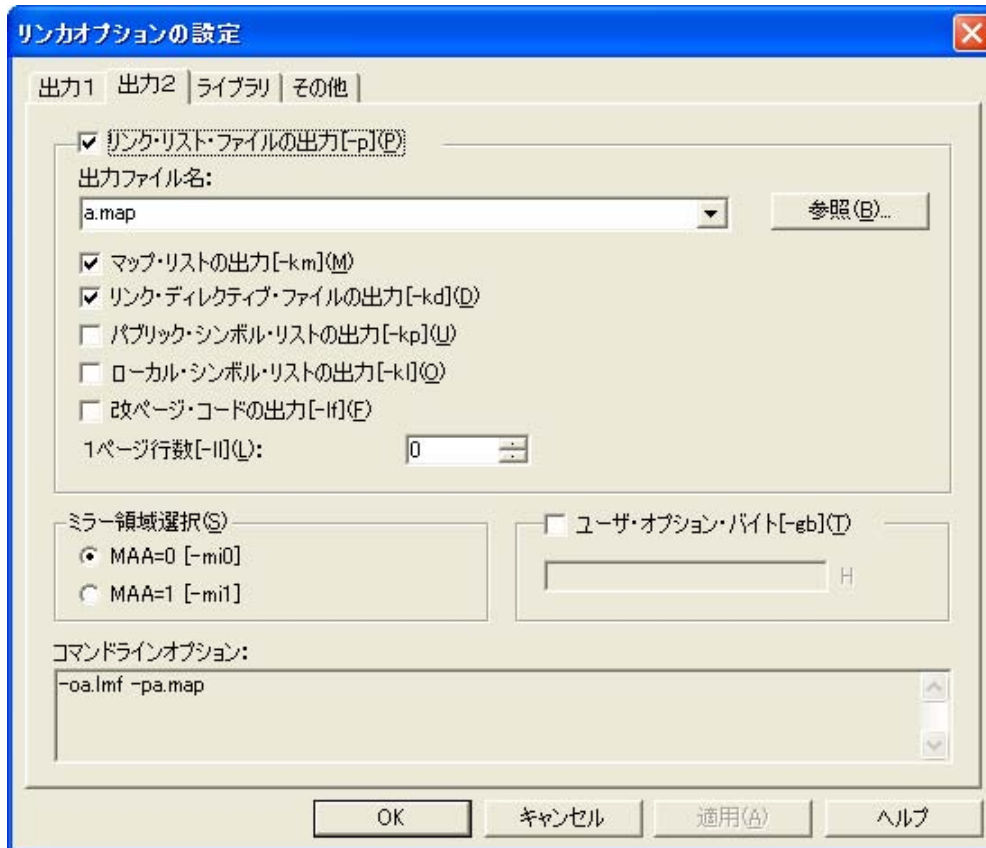 リンカオプションの設定
出力1 出力2 ライブラリ その他
リンク・リスト・ファイルの出力[-p](P)
出力ファイル名:
a.map
参照(B)...
マップ・リストの出力[-km](M)
リンク・ディレクティブ・ファイルの出力[-kd](D)
パブリック・シンボル・リストの出力[-kp](U)
ローカル・シンボル・リストの出力[-kl](O)
改ページ・コードの出力[-lf](F)
1ページ行数[-ll](L): 0
ミラー領域選択(S)
MAA=0 [-mi0]
MAA=1 [-mi1]
ユーザ・オプション・バイト[-gb](T)
H
コマンドラインオプション:
-oa.lmf -pa.map
OK キャンセル 適用(A) ヘルプ